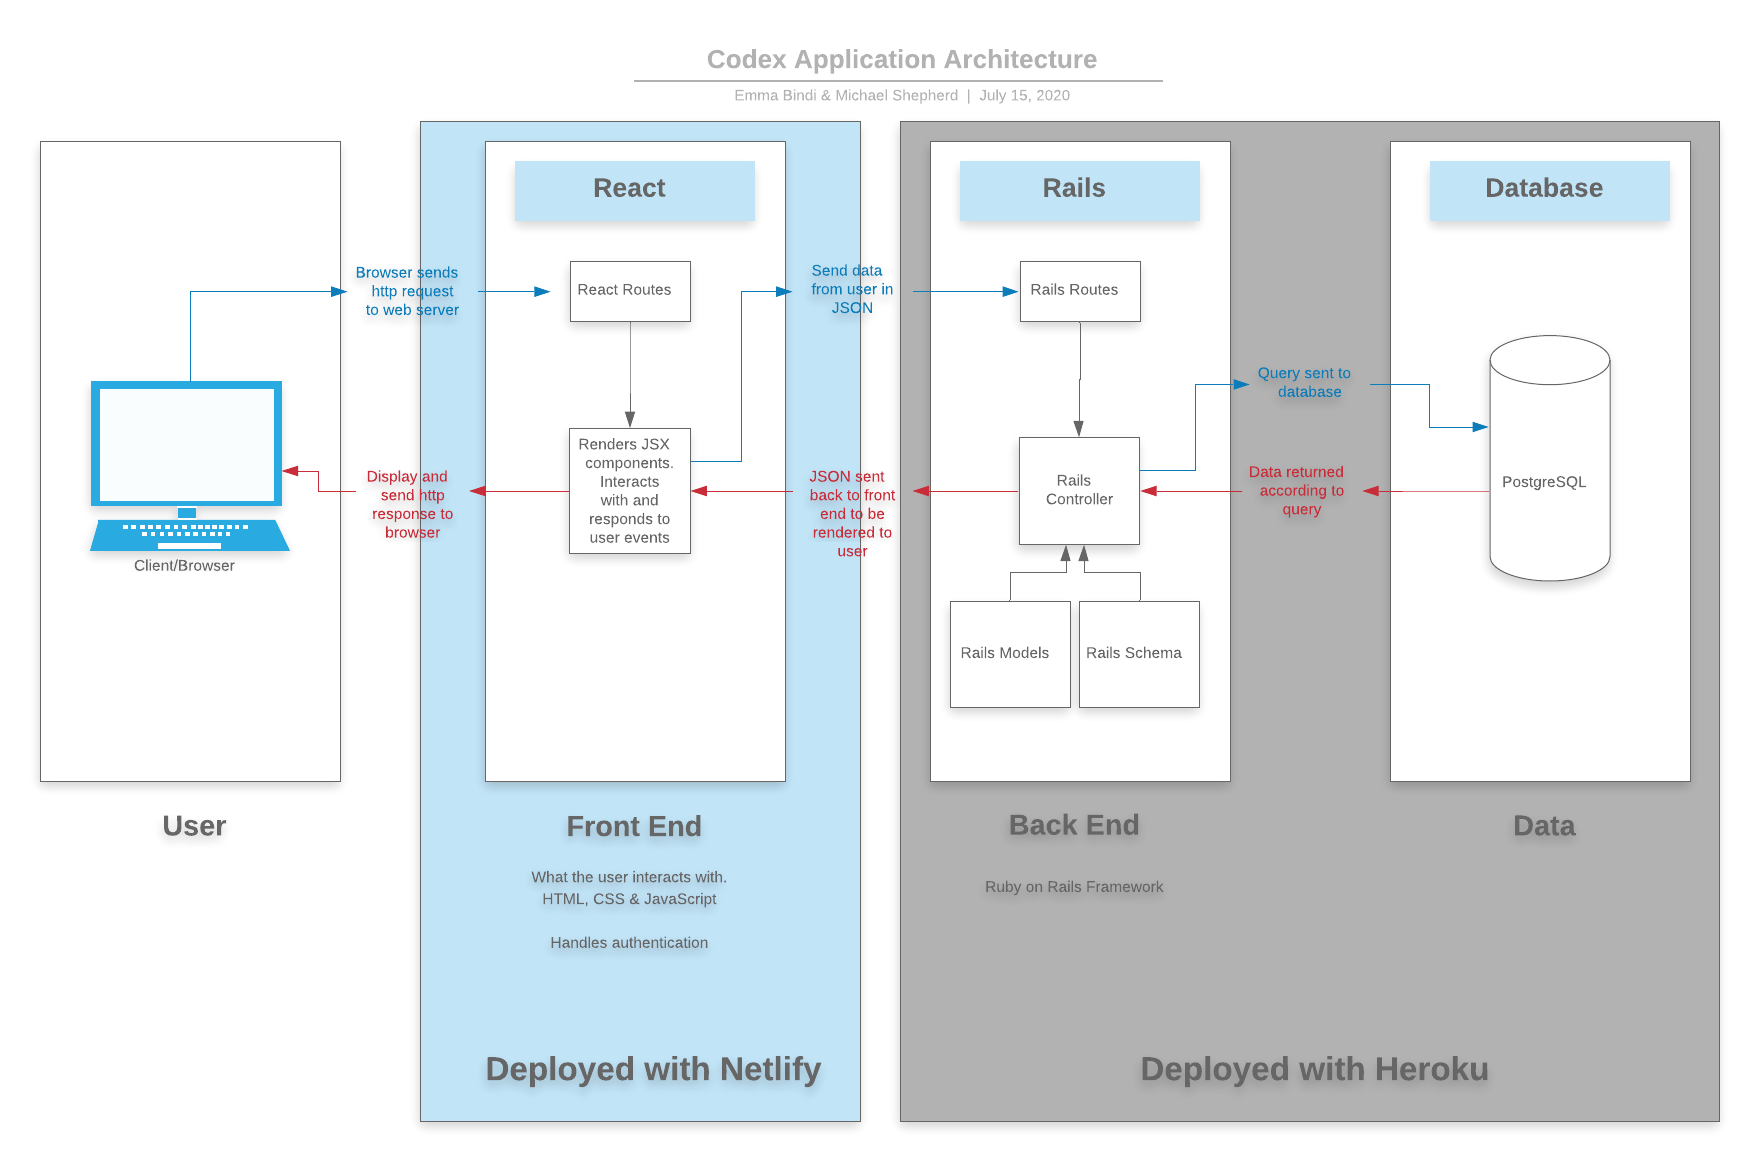 Codex Application Architecture
Emma Bindi & Michael Shepherd | July 15, 2020
React
Rails
Database
Browser sends
http request
to web server
React Routes
Send data
from user in
JSON
Rails Routes
Query sent to
database
Renders JSX
components.
Interacts
with and
responds to
user events
Display and
send http
response to
browser
JSON sent
back to front
end to be
rendered to
user
Rails
Controller
Data returned
according to
query
PostgreSQL
Client/Browser
Rails Models
Rails Schema
User
Front End
Back End
Data
What the user interacts with.
HTML, CSS & JavaScript
Handles authentication
Ruby on Rails Framework
Deployed with Netlify
Deployed with Heroku